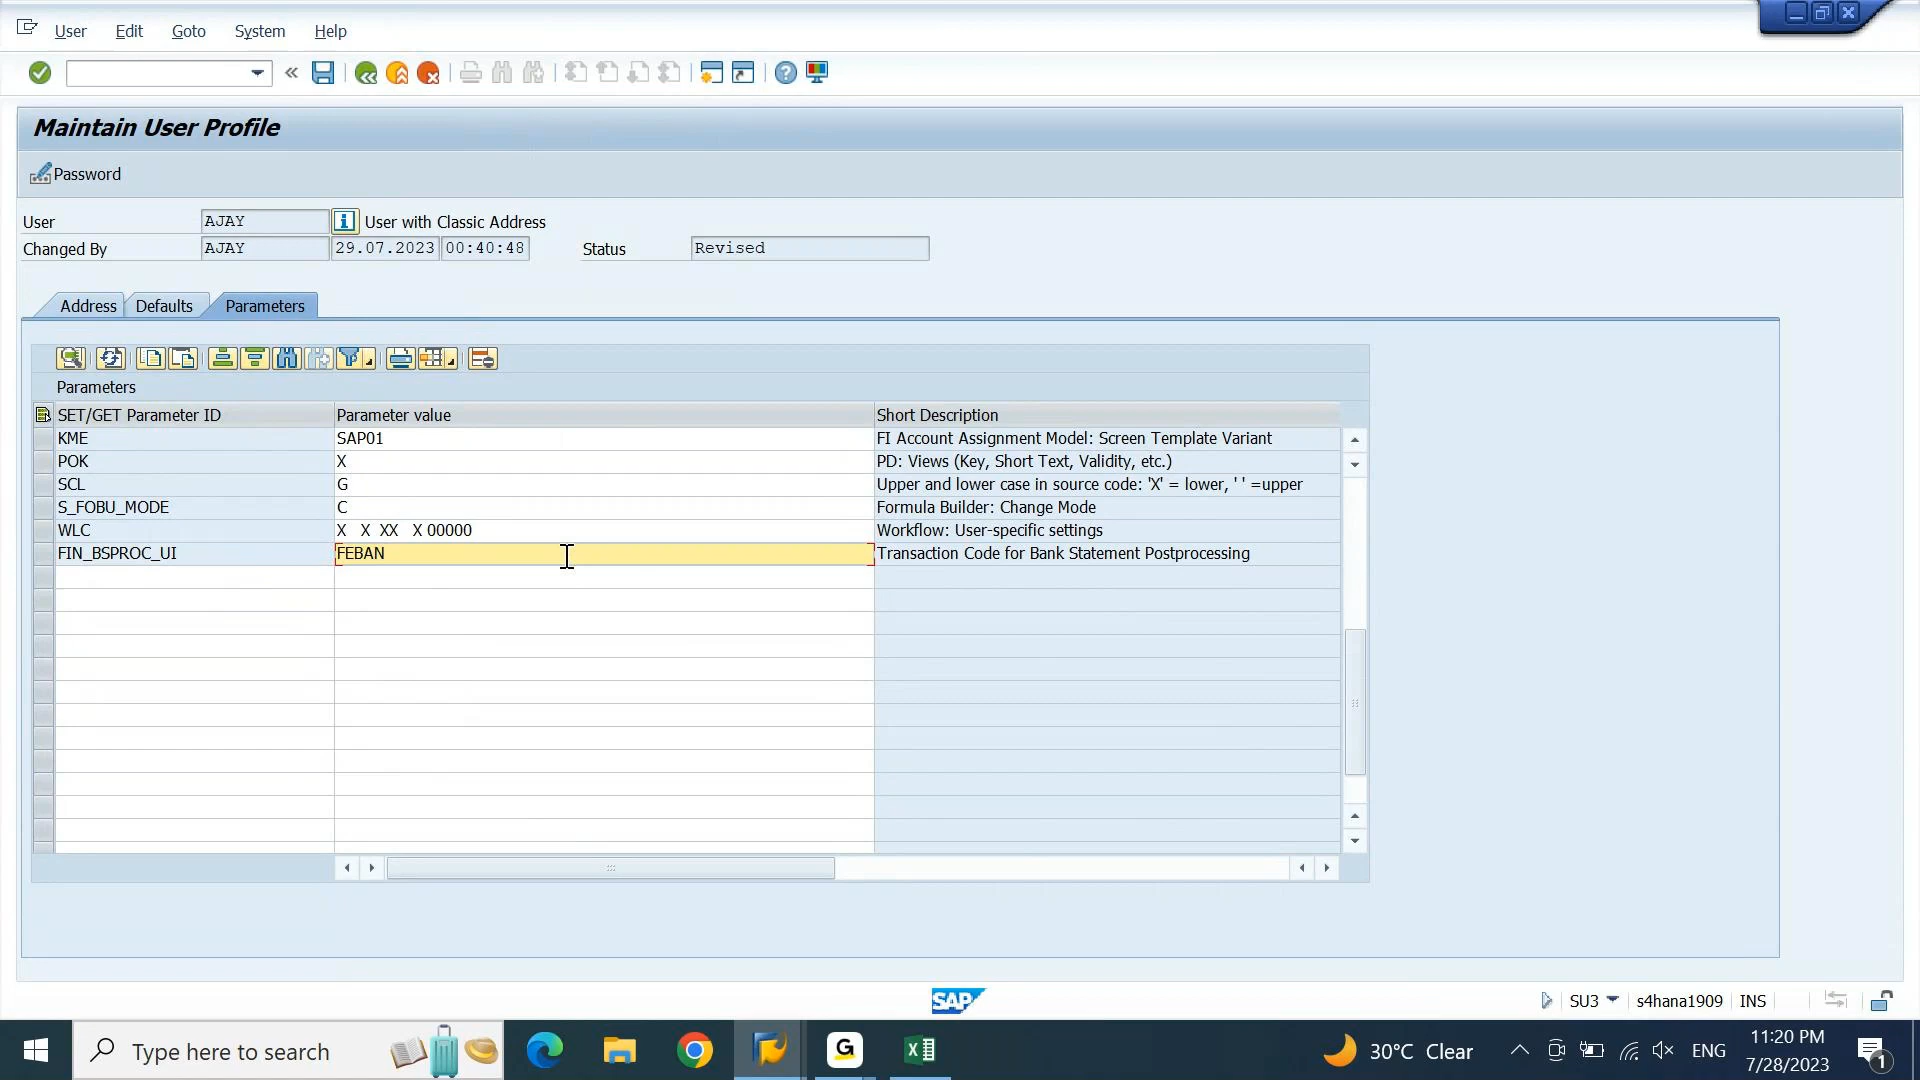 User Edit Goto System Help
Maintain User Profile
Password
User AJAY User with Classic Address
Changed By AJAY 29.07.2023 00:40:48 Status Revised
Address Defaults Parameters
Parameters
SET/GET Parameter ID Parameter value Short Description
KME SAP01 FI Account Assignment Model: Screen Template Variant
POK X PD: Views (Key, Short Text, Validity, etc.)
SCL G Upper and lower case in source code: 'X' = lower, ' ' =upper
S_FOBU_MODE C Formula Builder: Change Mode
WLC X X XX X 00000 Workflow: User-specific settings
FIN_BSPROC_UI FEBAN Transaction Code for Bank Statement Postprocessing
SAP SU3 s4hana1909 INS
Type here to search 30°C Clear ENG 11:20 PM
7/28/2023 1